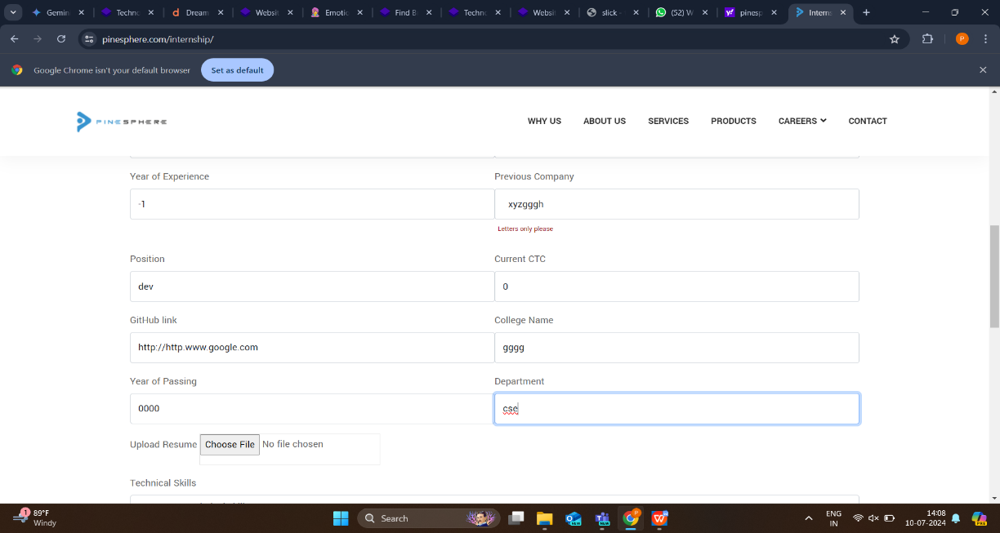 Gemini
Techno
Dream
Websit
Emotic
Find B
Techno
Websit
slick -
(52) W
pinesp
Interns
pinesphere.com/internship/
P
Google Chrome isn't your default browser
Set as default
PINESPHERE
WHY US
ABOUT US
SERVICES
PRODUCTS
CAREERS
CONTACT
Year of Experience
Previous Company
-1
xyzgggh
Letters only please
Position
Current CTC
dev
0
GitHub link
College Name
http://http.www.google.com
gggg
Year of Passing
Department
0000
cse
Upload Resume Choose File No file chosen
Technical Skills
1
89°F
Windy
Search
ENG
IN
14:08
10-07-2024